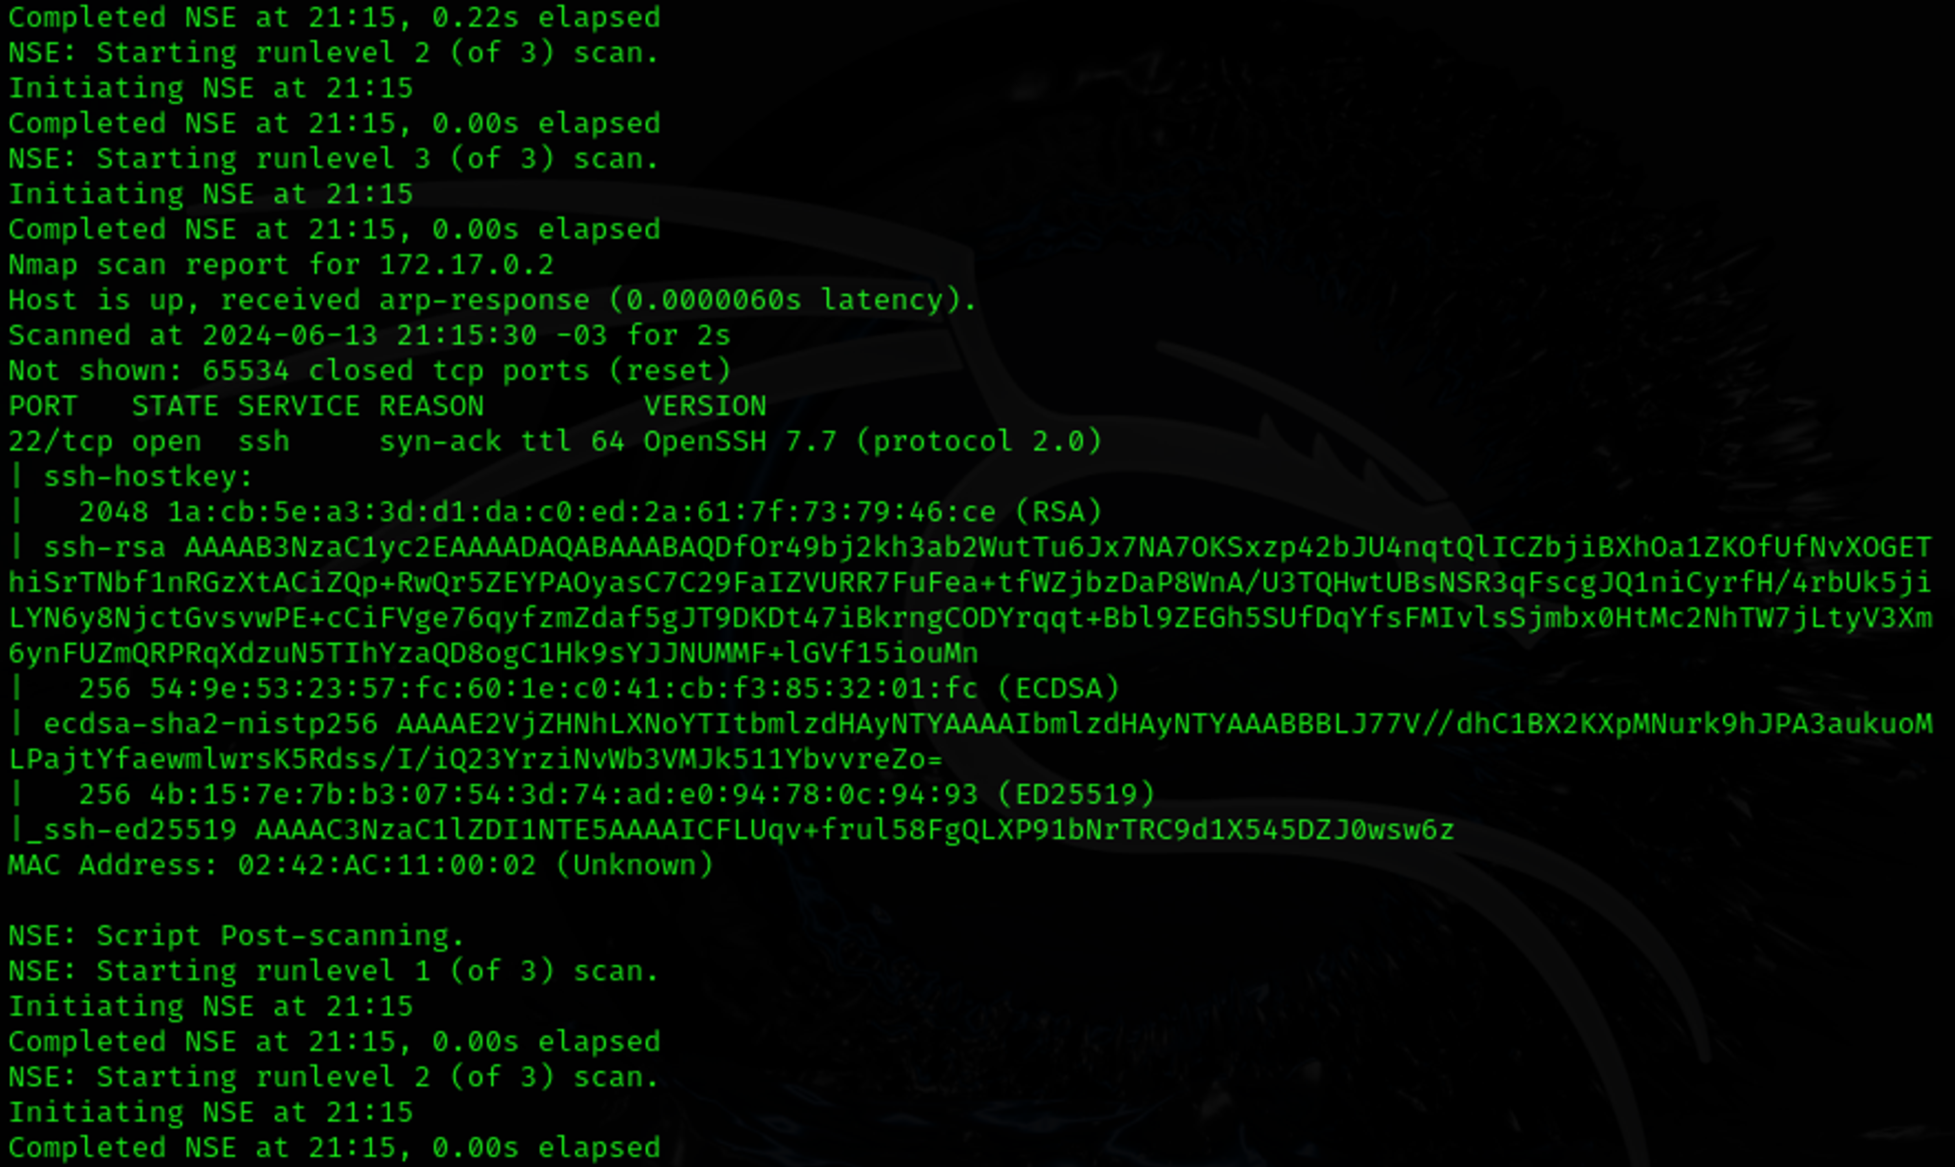 Completed NSE at 21:15, 0.22s elapsed
NSE: Starting runlevel 2 (of 3) scan.
Initiating NSE at 21:15
Completed NSE at 21:15, 0.00s elapsed
NSE: Starting runlevel 3 (of 3) scan.
Initiating NSE at 21:15
Completed NSE at 21:15, 0.00s elapsed
Nmap scan report for 172.17.0.2
Host is up, received arp-response (0.0000060s latency).
Scanned at 2024-06-13 21:15:30 -03 for 2s
Not shown: 65534 closed tcp ports (reset)
PORT   STATE SERVICE REASON         VERSION
22/tcp open  ssh     syn-ack ttl 64 OpenSSH 7.7 (protocol 2.0)
| ssh-hostkey:
|   2048 1a:cb:5e:a3:3d:d1:da:c0:ed:2a:61:7f:73:79:46:ce (RSA)
| ssh-rsa AAAAB3NzaC1yc2EAAAADAQABAAABAQDfOr49bj2kh3ab2WutTu6Jx7NA7OKSxzp42bJU4nqtQlICZbjiBXhOa1ZKOfUfNvXOGET
hiSrTNbf1nRGzXtACiZQp+RwQr5ZEYPAOyasC7C29FaIZVURR7FuFea+tfWZjbzDaP8WnA/U3TQHwtUBsNSR3qFscgJQ1niCyrfH/4rbUk5ji
LYN6y8NjctGvsvwPE+cCiFVge76qyfzmZdaf5gJT9DKDt47iBkrngCODYrqqt+Bbl9ZEGh5SUfDqYfsFMIvlsSjmbx0HtMc2NhTW7jLtyV3Xm
6ynFUZmQRPRqXdzuN5TIhYzaQD8ogC1Hk9sYJJNUMMF+lGVf15iouMn
|   256 54:9e:53:23:57:fc:60:1e:c0:41:cb:f3:85:32:01:fc (ECDSA)
| ecdsa-sha2-nistp256 AAAAE2VjZHNhLXNoYTItbmlzdHAyNTYAAAAIbmlzdHAyNTYAAABBBLJ77V//dhC1BX2KXpMNurk9hJPA3aukuoM
LPajtYfaewmlwrsK5Rdss/I/iQ23YrziNvWb3VMJk511YbvvreZo=
|   256 4b:15:7e:7b:b3:07:54:3d:74:ad:e0:94:78:0c:94:93 (ED25519)
|_ssh-ed25519 AAAAC3NzaC1lZDI1NTE5AAAAICFLUqv+frul58FgQLXP91bNrTRC9d1X545DZJ0wsw6z
MAC Address: 02:42:AC:11:00:02 (Unknown)

NSE: Script Post-scanning.
NSE: Starting runlevel 1 (of 3) scan.
Initiating NSE at 21:15
Completed NSE at 21:15, 0.00s elapsed
NSE: Starting runlevel 2 (of 3) scan.
Initiating NSE at 21:15
Completed NSE at 21:15, 0.00s elapsed